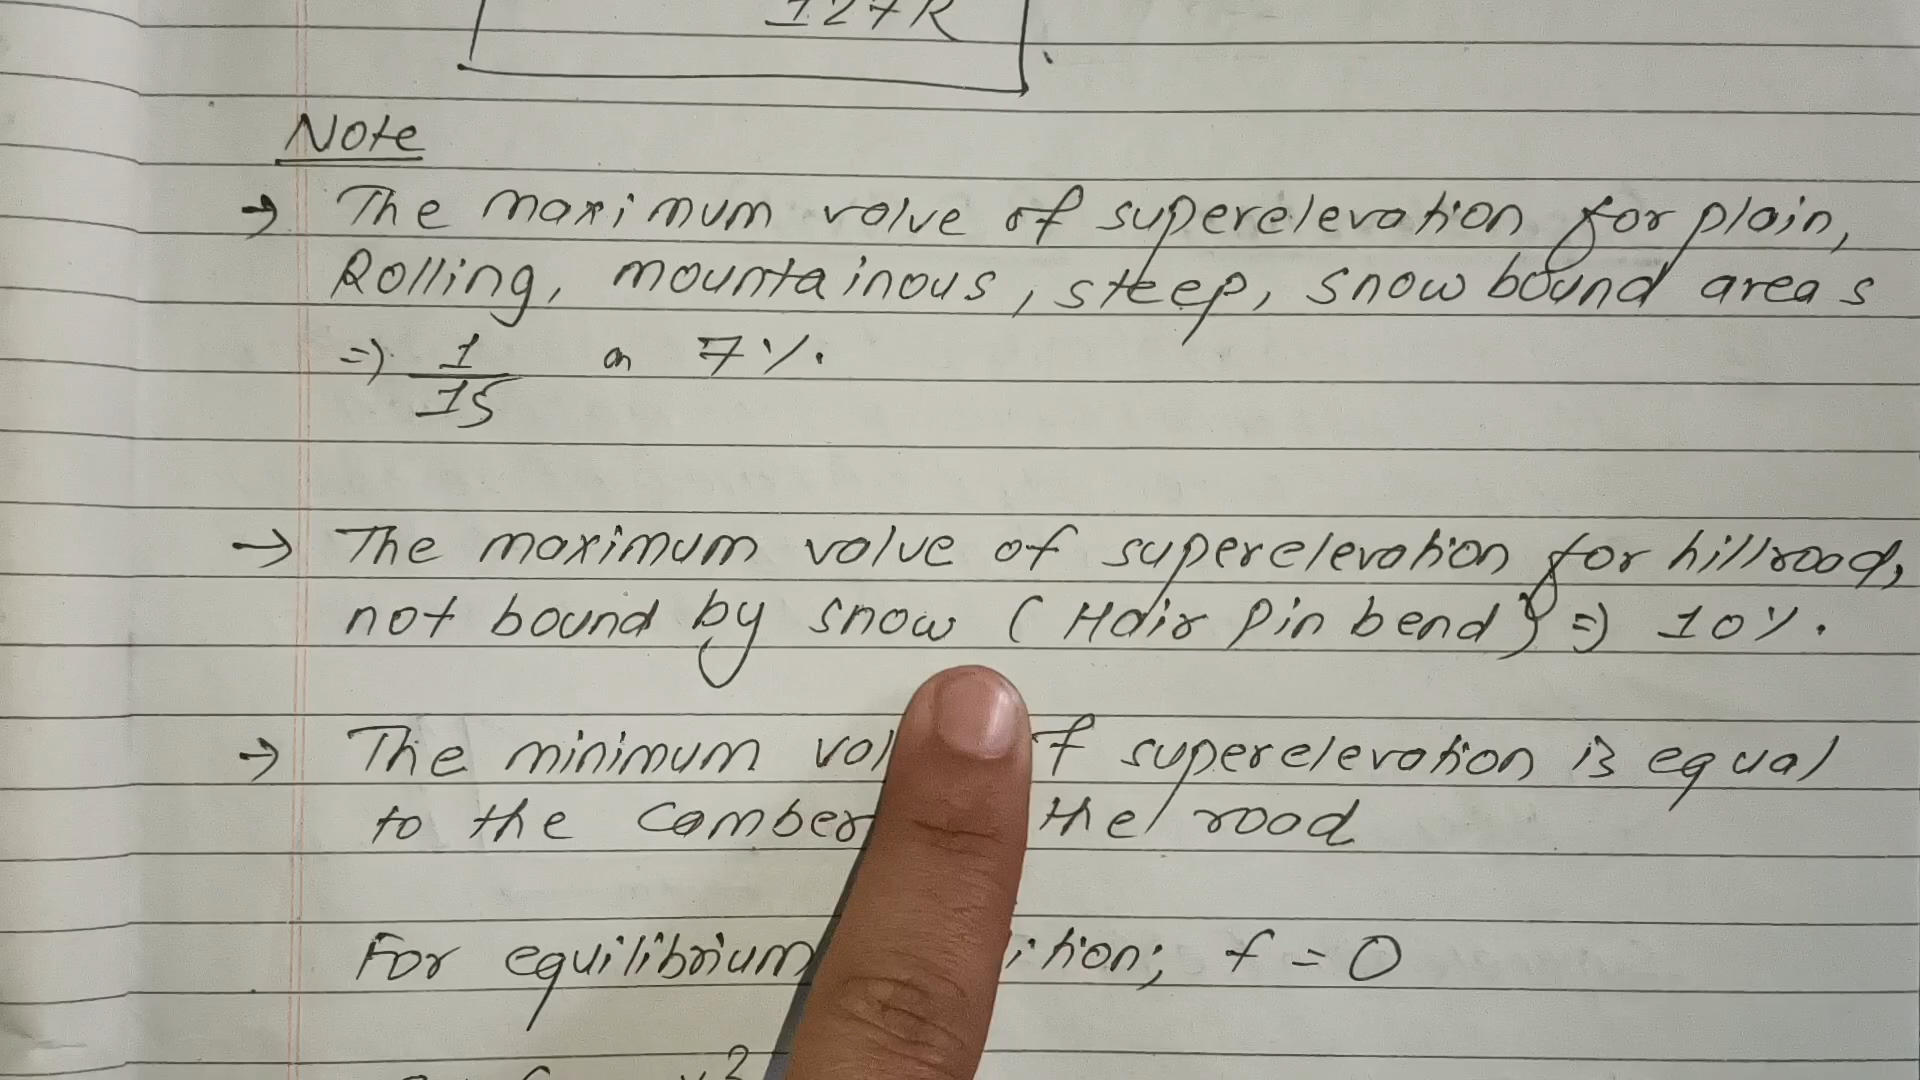 127R
Note
→ The maximum value of superelevation for plain,
Rolling, mountainous, steep, snow bound areas
⇒ 1/15 or 7%.
→ The maximum value of superelevation for hillroad,
not bound by snow (Hair pin bend) ⇒ 10%.
→ The minimum of superelevation is equal
to the Camber the road
For equilibrium ; f = 0